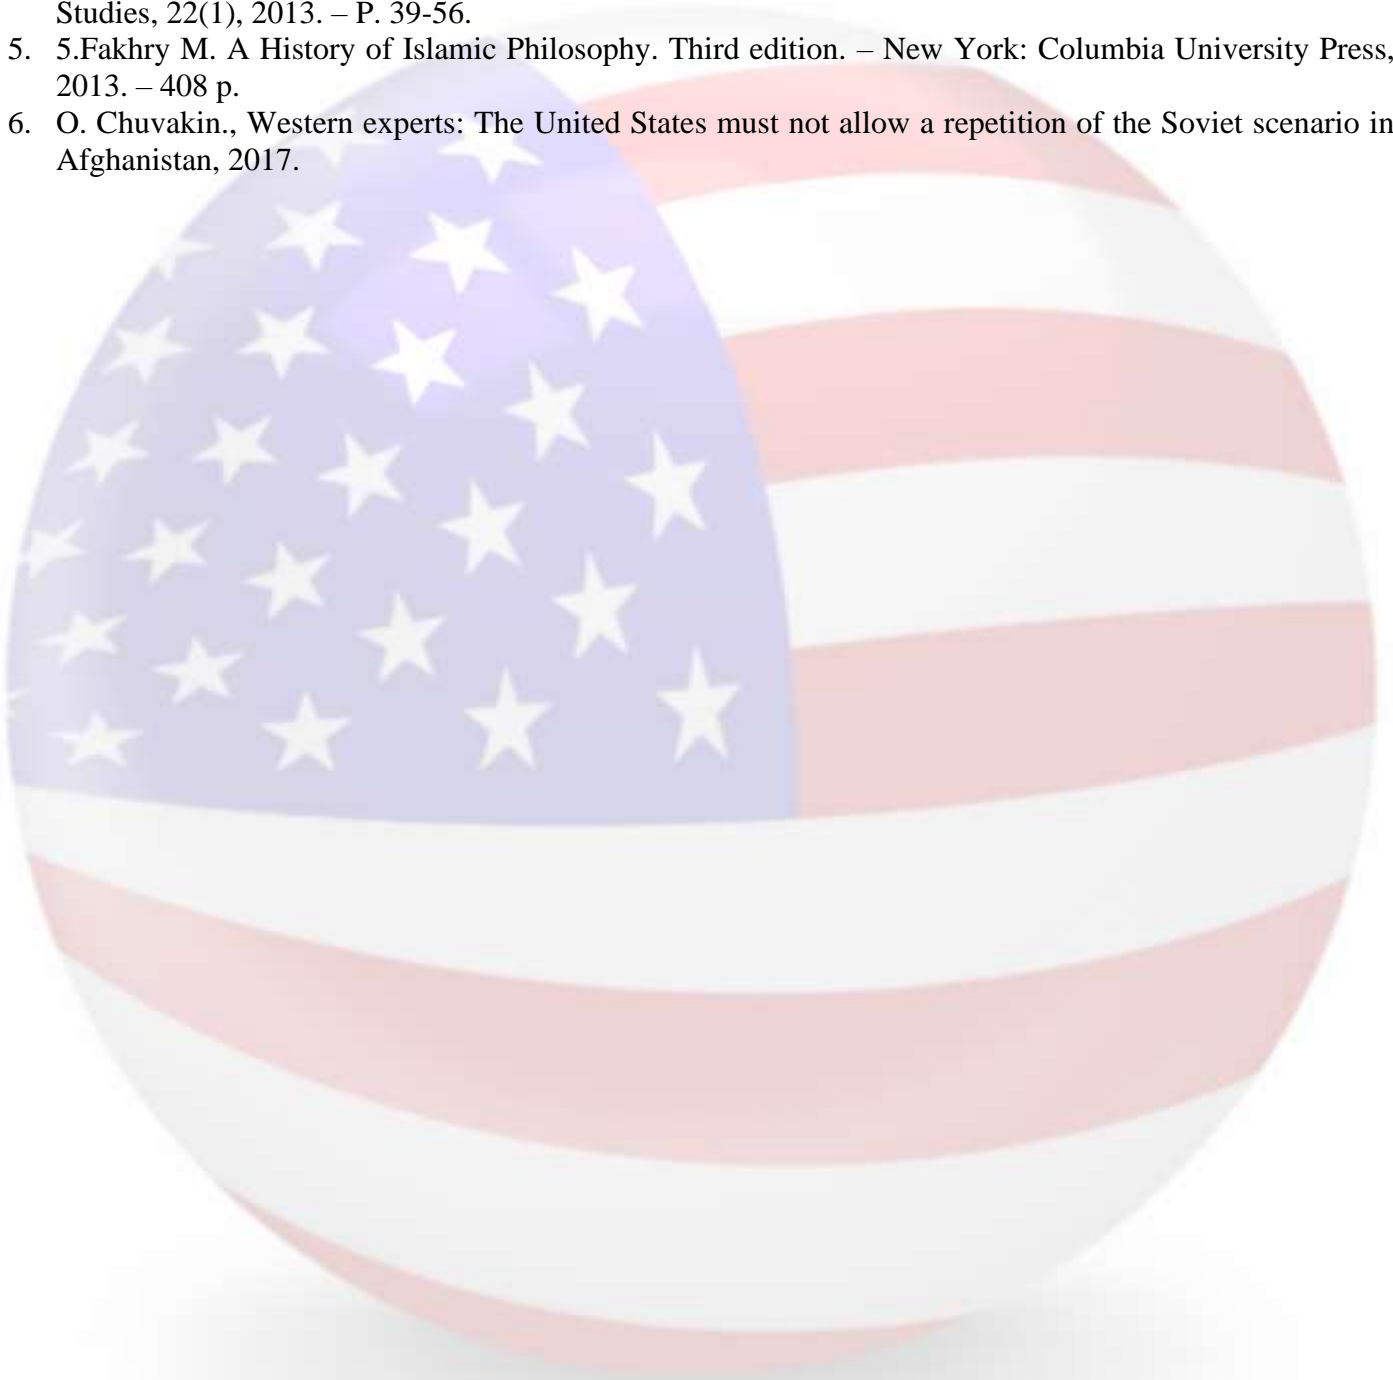 Studies, 22(1), 2013. – P. 39-56.
5. 5.Fakhry M. A History of Islamic Philosophy. Third edition. – New York: Columbia University Press,
2013. – 408 p.
6. O. Chuvakin., Western experts: The United States must not allow a repetition of the Soviet scenario in
Afghanistan, 2017.